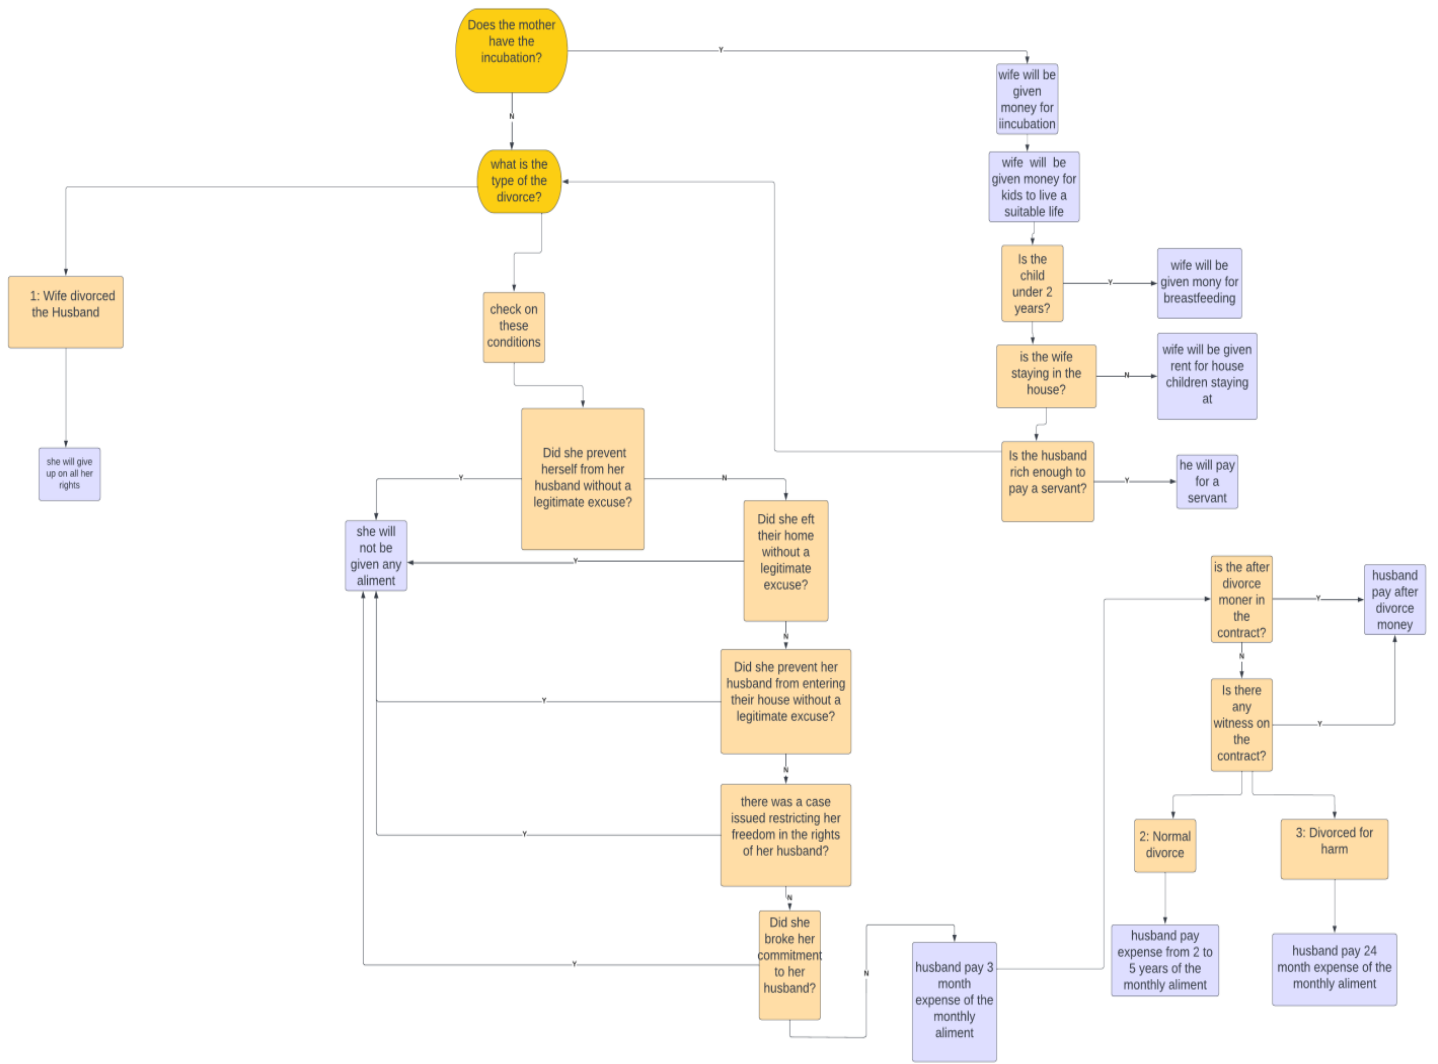 Does the mother
have the
incubation?
Y
wife will be
given
money for
iincubation
N
what is the
type of the
divorce?
wife will be
given money for
kids to live a
suitable life
1: Wife divorced
the Husband
check on
these
conditions
Is the
child
under 2
years?
Y
wife will be
given mony for
breastfeeding
is the wife
staying in the
house?
N
wife will be given
rent for house
children staying
at
she will give
up on all her
rights
Did she prevent
herself from her
husband without a
legitimate excuse?
Y
N
Is the husband
rich enough to
pay a servant?
Y
he will pay
for a
servant
she will
not be
given any
aliment
Did she eft
their home
without a
legitimate
excuse?
Y
N
Did she prevent her
husband from entering
their house without a
legitimate excuse?
Y
N
there was a case
issued restricting her
freedom in the rights
of her husband?
Y
N
Did she
broke her
commitment
to her
husband?
Y
N
husband pay 3
month
expense of the
monthly
aliment
is the after
divorce
moner in
the
contract?
Y
husband
pay after
divorce
money
N
Is there
any
witness on
the
contract?
Y
2: Normal
divorce
3: Divorced for
harm
husband pay
expense from 2 to
5 years of the
monthly aliment
husband pay 24
month expense of the
monthly aliment